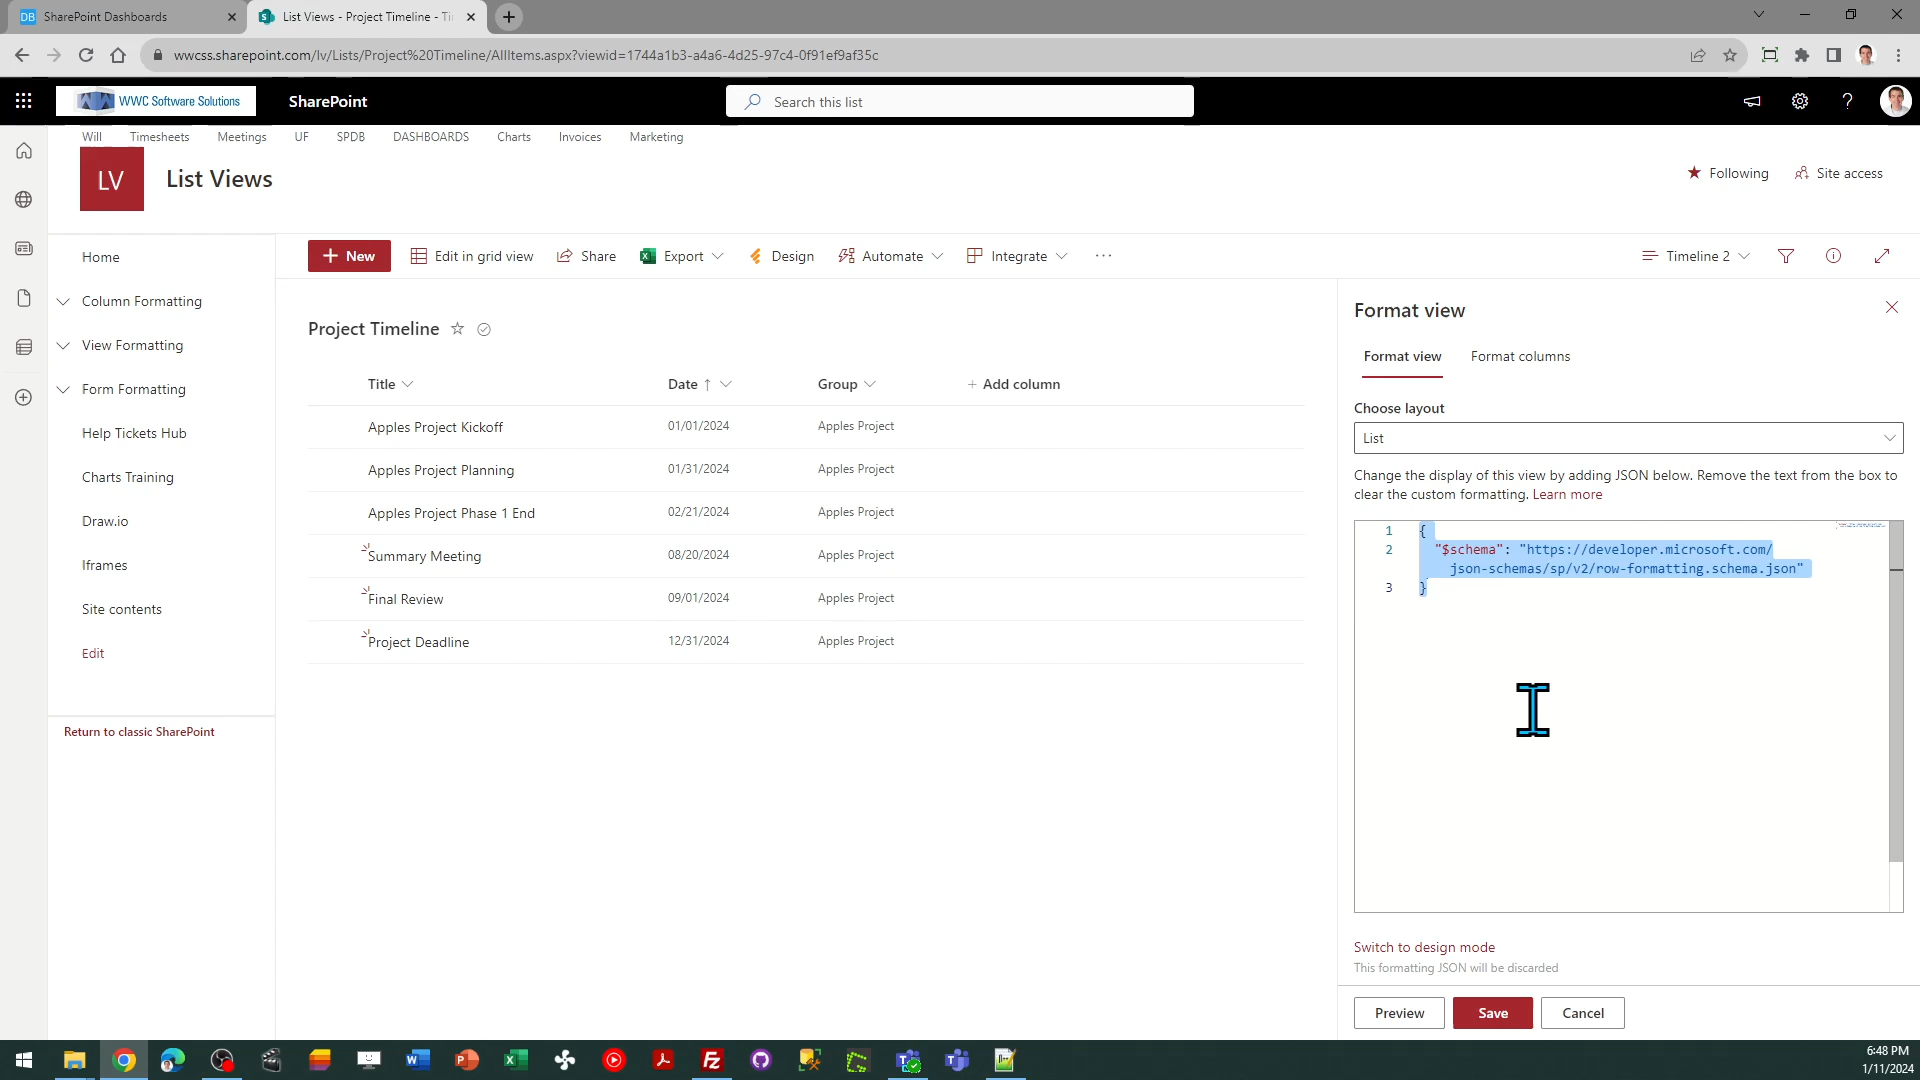 DB SharePoint Dashboards
List Views - Project Timeline - Ti
wwcss.sharepoint.com/lv/Lists/Project%20Timeline/AllItems.aspx?viewid=1744a1b3-a4a6-4d25-97c4-0f91ef9af35c
WWC Software Solutions
SharePoint
Search this list
Will Timesheets Meetings UF SPDB DASHBOARDS Charts Invoices Marketing
LV
List Views
Following
Site access
Home
Column Formatting
View Formatting
Form Formatting
Help Tickets Hub
Charts Training
Draw.io
Iframes
Site contents
Edit
Return to classic SharePoint
+ New Edit in grid view Share Export Design Automate Integrate ...
Timeline 2
Project Timeline
Title Date ↑ Group + Add column
Apples Project Kickoff 01/01/2024 Apples Project
Apples Project Planning 01/31/2024 Apples Project
Apples Project Phase 1 End 02/21/2024 Apples Project
Summary Meeting 08/20/2024 Apples Project
Final Review 09/01/2024 Apples Project
Project Deadline 12/31/2024 Apples Project
Format view
Format view Format columns
Choose layout
List
Change the display of this view by adding JSON below. Remove the text from the box to
clear the custom formatting. Learn more
1 {
2 "$schema": "https://developer.microsoft.com/
json-schemas/sp/v2/row-formatting.schema.json"
3 }
Switch to design mode
This formatting JSON will be discarded
Preview Save Cancel
6:48 PM
1/11/2024